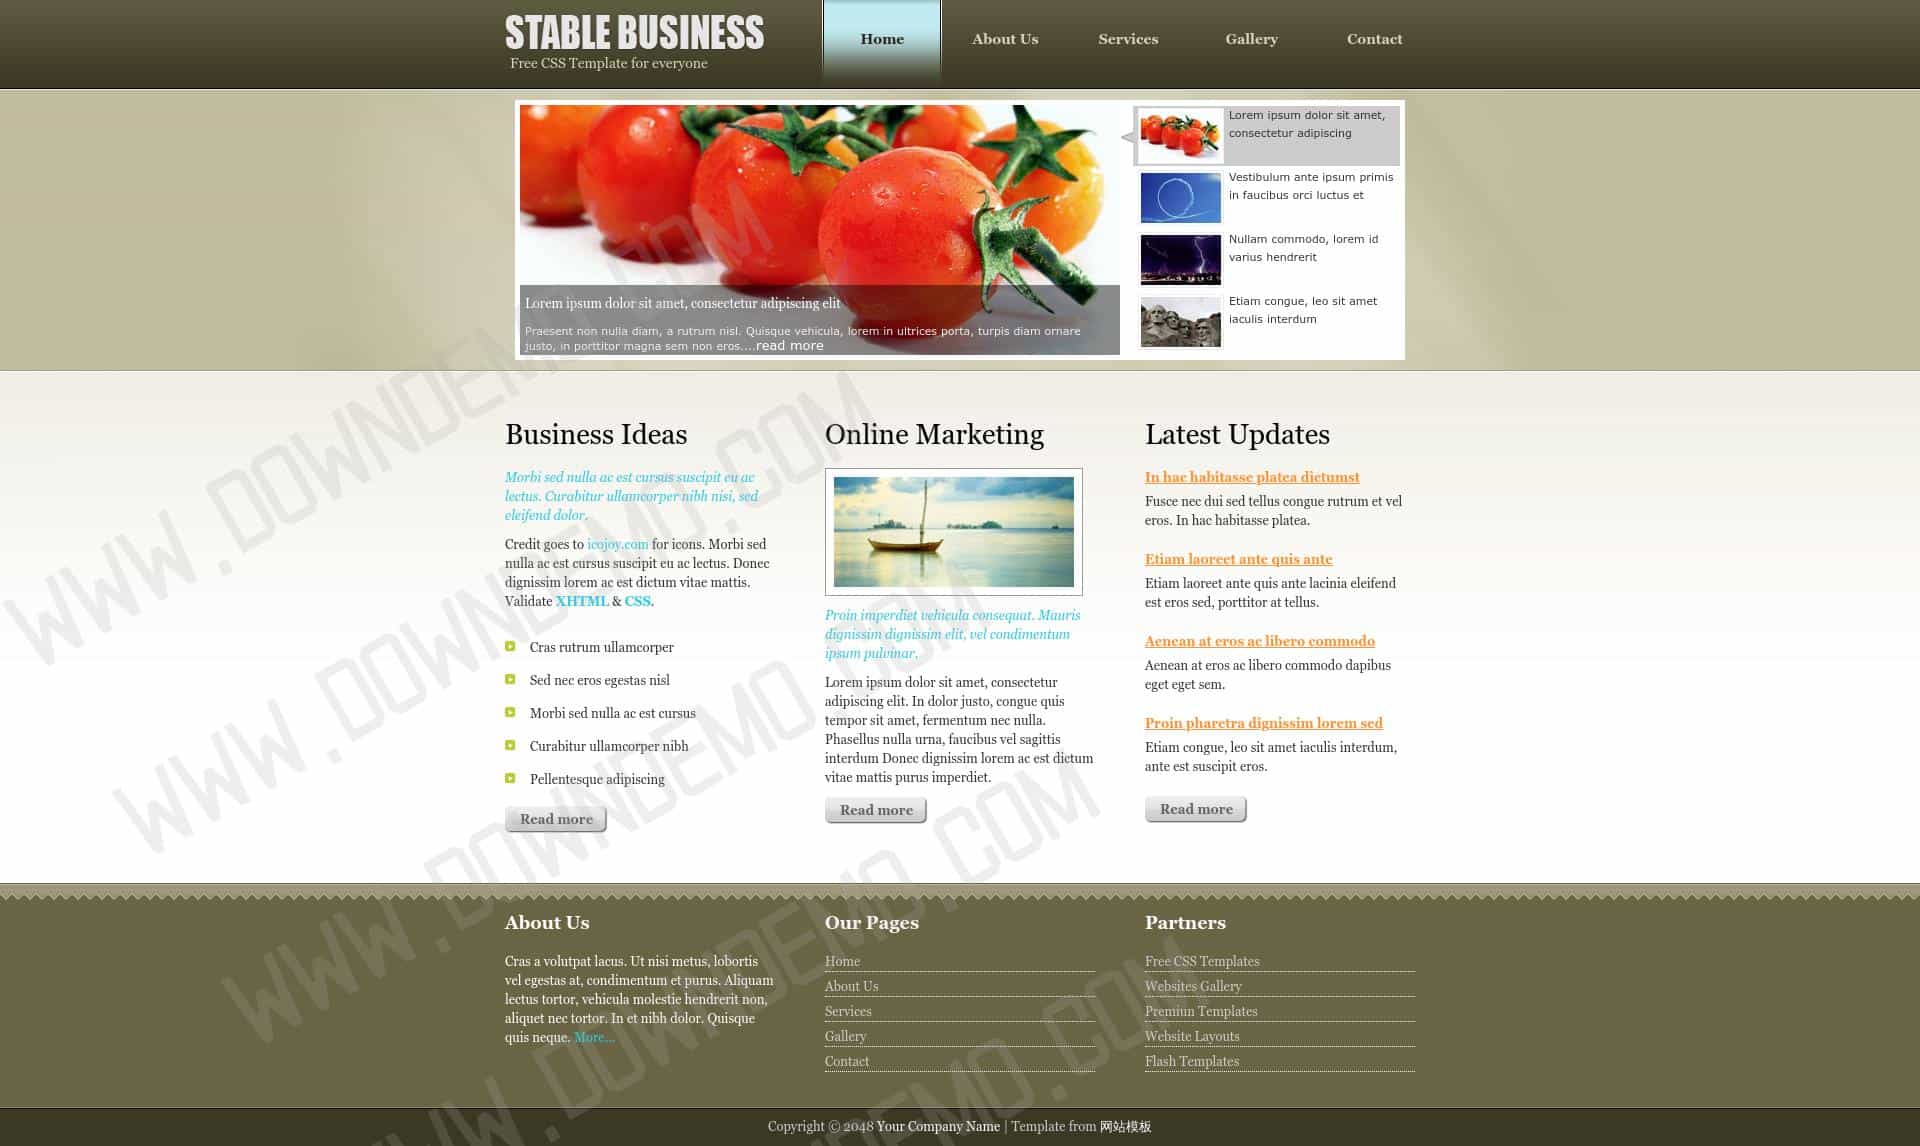 STABLE BUSINESS
Free CSS Template for everyone
Home
About Us
Services
Gallery
Contact
Lorem ipsum dolor sit amet, consectetur adipiscing elit
Praesent non nulla diam, a rutrum nisl. Quisque vehicula, lorem in ultrices porta, turpis diam ornare
justo, in porttitor magna sem non eros....read more
Lorem ipsum dolor sit amet,
consectetur adipiscing
Vestibulum ante ipsum primis
in faucibus orci luctus et
Nullam commodo, lorem id
varius hendrerit
Etiam congue, leo sit amet
iaculis interdum
Business Ideas
Morbi sed nulla ac est cursus suscipit eu ac
lectus. Curabitur ullamcorper nibh nisi, sed
eleifend dolor.
Credit goes to icojoy.com for icons. Morbi sed
nulla ac est cursus suscipit eu ac lectus. Donec
dignissim lorem ac est dictum vitae mattis.
Validate XHTML & CSS.
Cras rutrum ullamcorper
Sed nec eros egestas nisl
Morbi sed nulla ac est cursus
Curabitur ullamcorper nibh
Pellentesque adipiscing
Read more
Online Marketing
Proin imperdiet vehicula consequat. Mauris
dignissim dignissim elit, vel condimentum
ipsum pulvinar.
Lorem ipsum dolor sit amet, consectetur
adipiscing elit. In dolor justo, congue quis
tempor sit amet, fermentum nec nulla.
Phasellus nulla urna, faucibus vel sagittis
interdum Donec dignissim lorem ac est dictum
vitae mattis purus imperdiet.
Read more
Latest Updates
In hac habitasse platea dictumst
Fusce nec dui sed tellus congue rutrum et vel
eros. In hac habitasse platea.
Etiam laoreet ante quis ante
Etiam laoreet ante quis ante lacinia eleifend
est eros sed, porttitor at tellus.
Aenean at eros ac libero commodo
Aenean at eros ac libero commodo dapibus
eget eget sem.
Proin pharetra dignissim lorem sed
Etiam congue, leo sit amet iaculis interdum,
ante est suscipit eros.
Read more
About Us
Cras a volutpat lacus. Ut nisi metus, lobortis
vel egestas at, condimentum et purus. Aliquam
lectus tortor, vehicula molestie hendrerit non,
aliquet nec tortor. In et nibh dolor. Quisque
quis neque. More...
Our Pages
Home
About Us
Services
Gallery
Contact
Partners
Free CSS Templates
Websites Gallery
Premiun Templates
Website Layouts
Flash Templates
Copyright © 2048 Your Company Name | Template from 网站模板
WWW.DOWNDEMO.COM
WWW.DOWNDEMO.COM
WWW.DOWNDEMO.COM
WWW.DOWNDEMO.COM